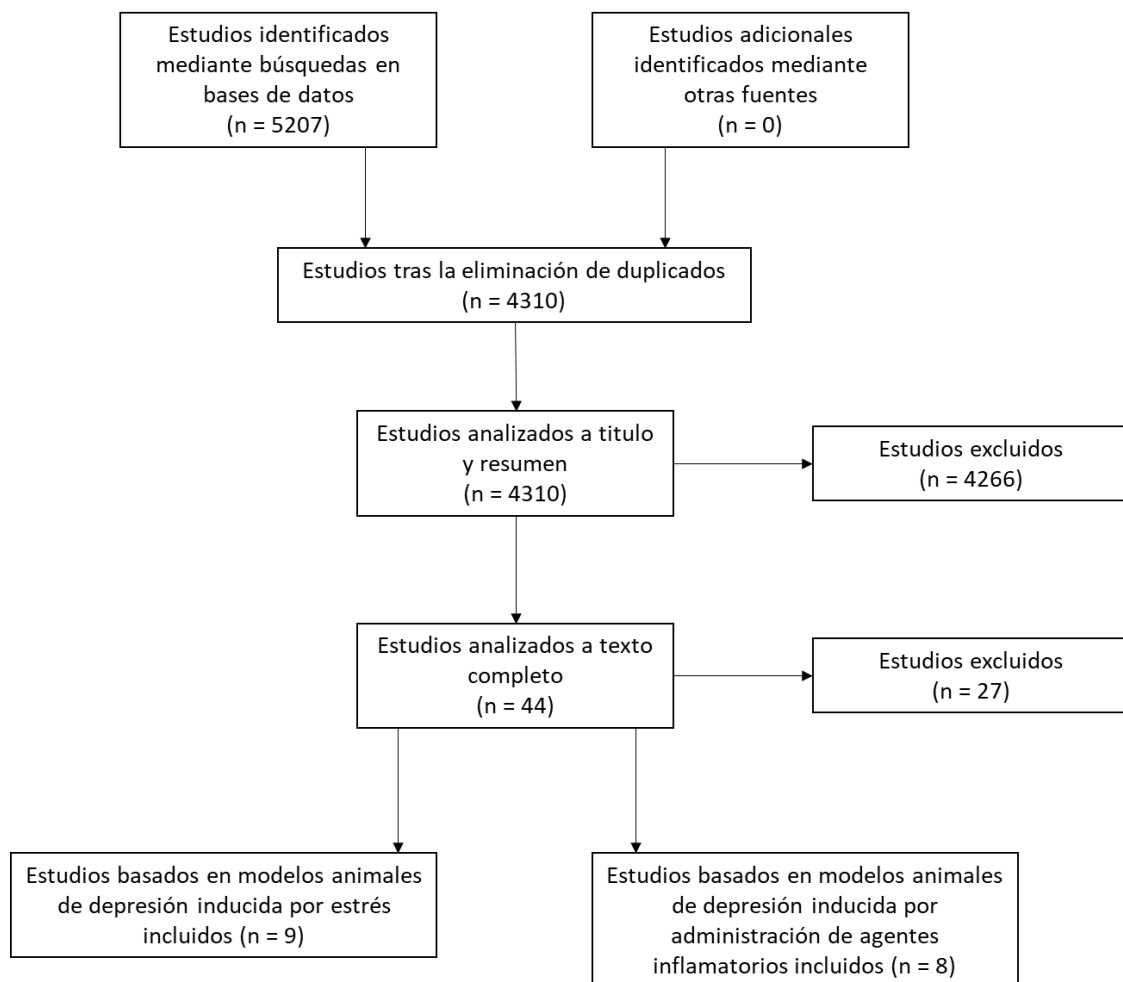 Estudios identificados
mediante búsquedas en
bases de datos
(n = 5207)
Estudios adicionales
identificados mediante
otras fuentes
(n = 0)
Estudios tras la eliminación de duplicados
(n = 4310)
Estudios analizados a titulo
y resumen
(n = 4310)
Estudios excluidos
(n = 4266)
Estudios analizados a texto
completo
(n = 44)
Estudios excluidos
(n = 27)
Estudios basados en modelos animales
de depresión inducida por estrés
incluidos (n = 9)
Estudios basados en modelos animales
de depresión inducida por
administración de agentes
inflamatorios incluidos (n = 8)